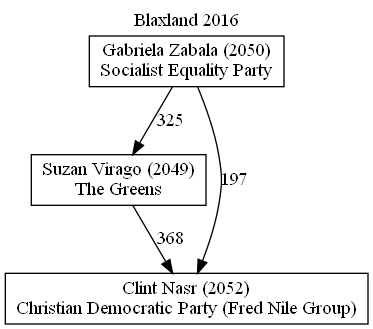 Blaxland 2016
Gabriela Zabala (2050)
Socialist Equality Party
325
Suzan Virago (2049)
The Greens
197
368
Clint Nasr (2052)
Christian Democratic Party (Fred Nile Group)